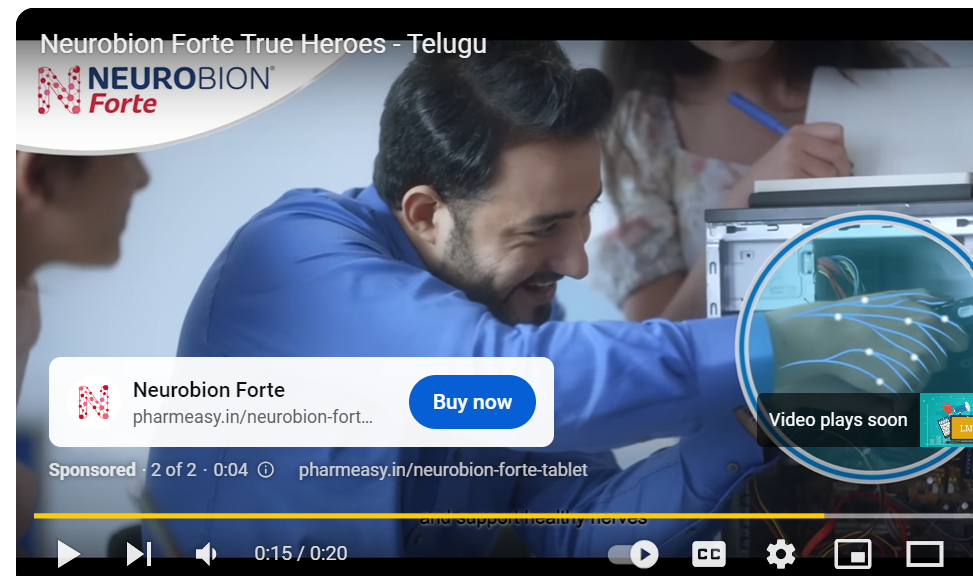 Neurobion Forte True Heroes - Telugu
NEUROBION®
Forte
Neurobion Forte
pharmeasy.in/neurobion-fort...
Buy now
Video plays soon
Sponsored · 2 of 2 · 0:04
pharmeasy.in/neurobion-forte-tablet
and support healthy nerves
0:15 / 0:20
CC